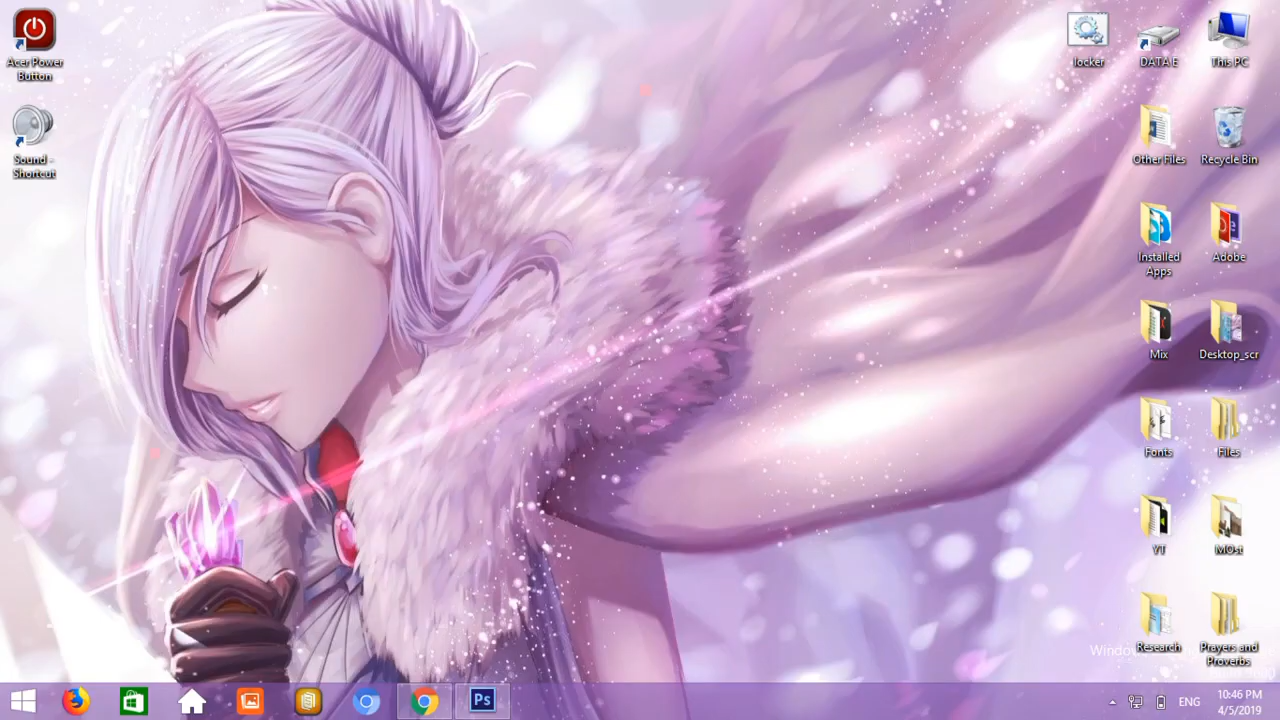 Acer Power
Button
Sound -
Shortcut
locker
DATA E
This PC
Other Files
Recycle Bin
Installed
Apps
Adobe
Mix
Desktop_scr
Fonts
Files
YT
MOst
Research
Prayers and
Proverbs
Window
Ps
ENG
10:46 PM
4/5/2019